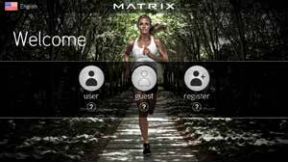 English
MATRIX
Welcome
user
guest
register
? ? ?